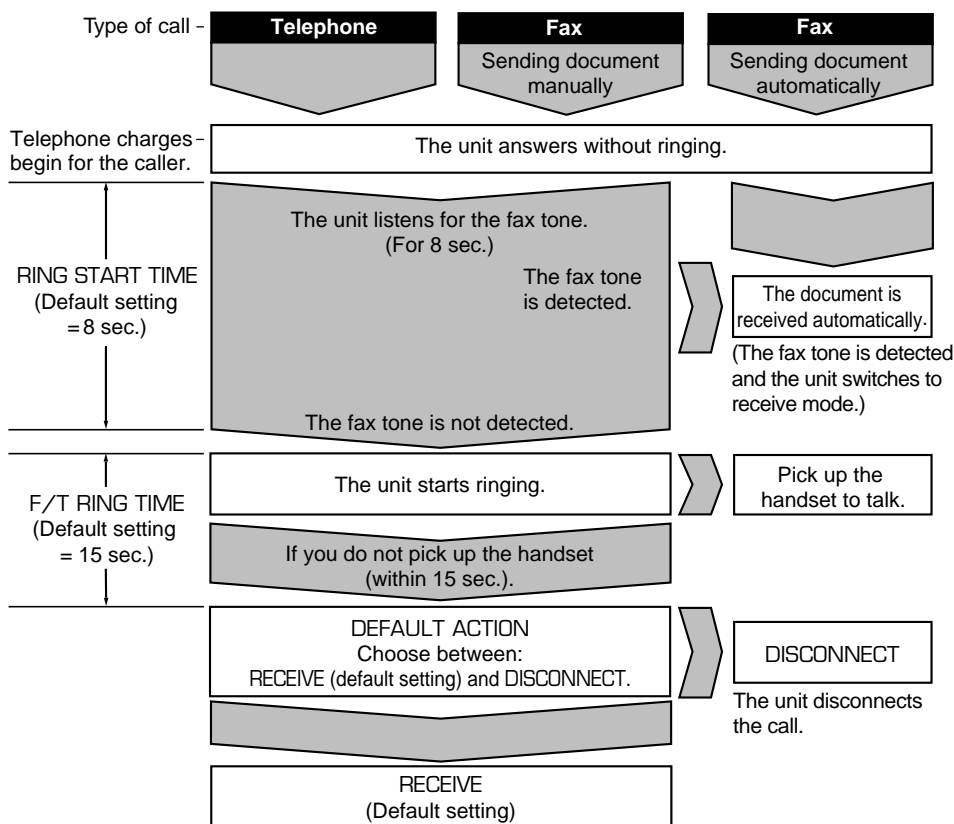 Type of call –
Telephone
Fax
Fax
Sending document
manually
Sending document
automatically
Telephone charges –
begin for the caller.
The unit answers without ringing.
The unit listens for the fax tone.
(For 8 sec.)
RING START TIME
(Default setting
= 8 sec.)
The fax tone
is detected.
The document is
received automatically.
(The fax tone is detected
and the unit switches to
receive mode.)
The fax tone is not detected.
F/T RING TIME
(Default setting
= 15 sec.)
The unit starts ringing.
Pick up the
handset to talk.
If you do not pick up the handset
(within 15 sec.).
DEFAULT ACTION
Choose between:
RECEIVE (default setting) and DISCONNECT.
DISCONNECT
The unit disconnects
the call.
RECEIVE
(Default setting)